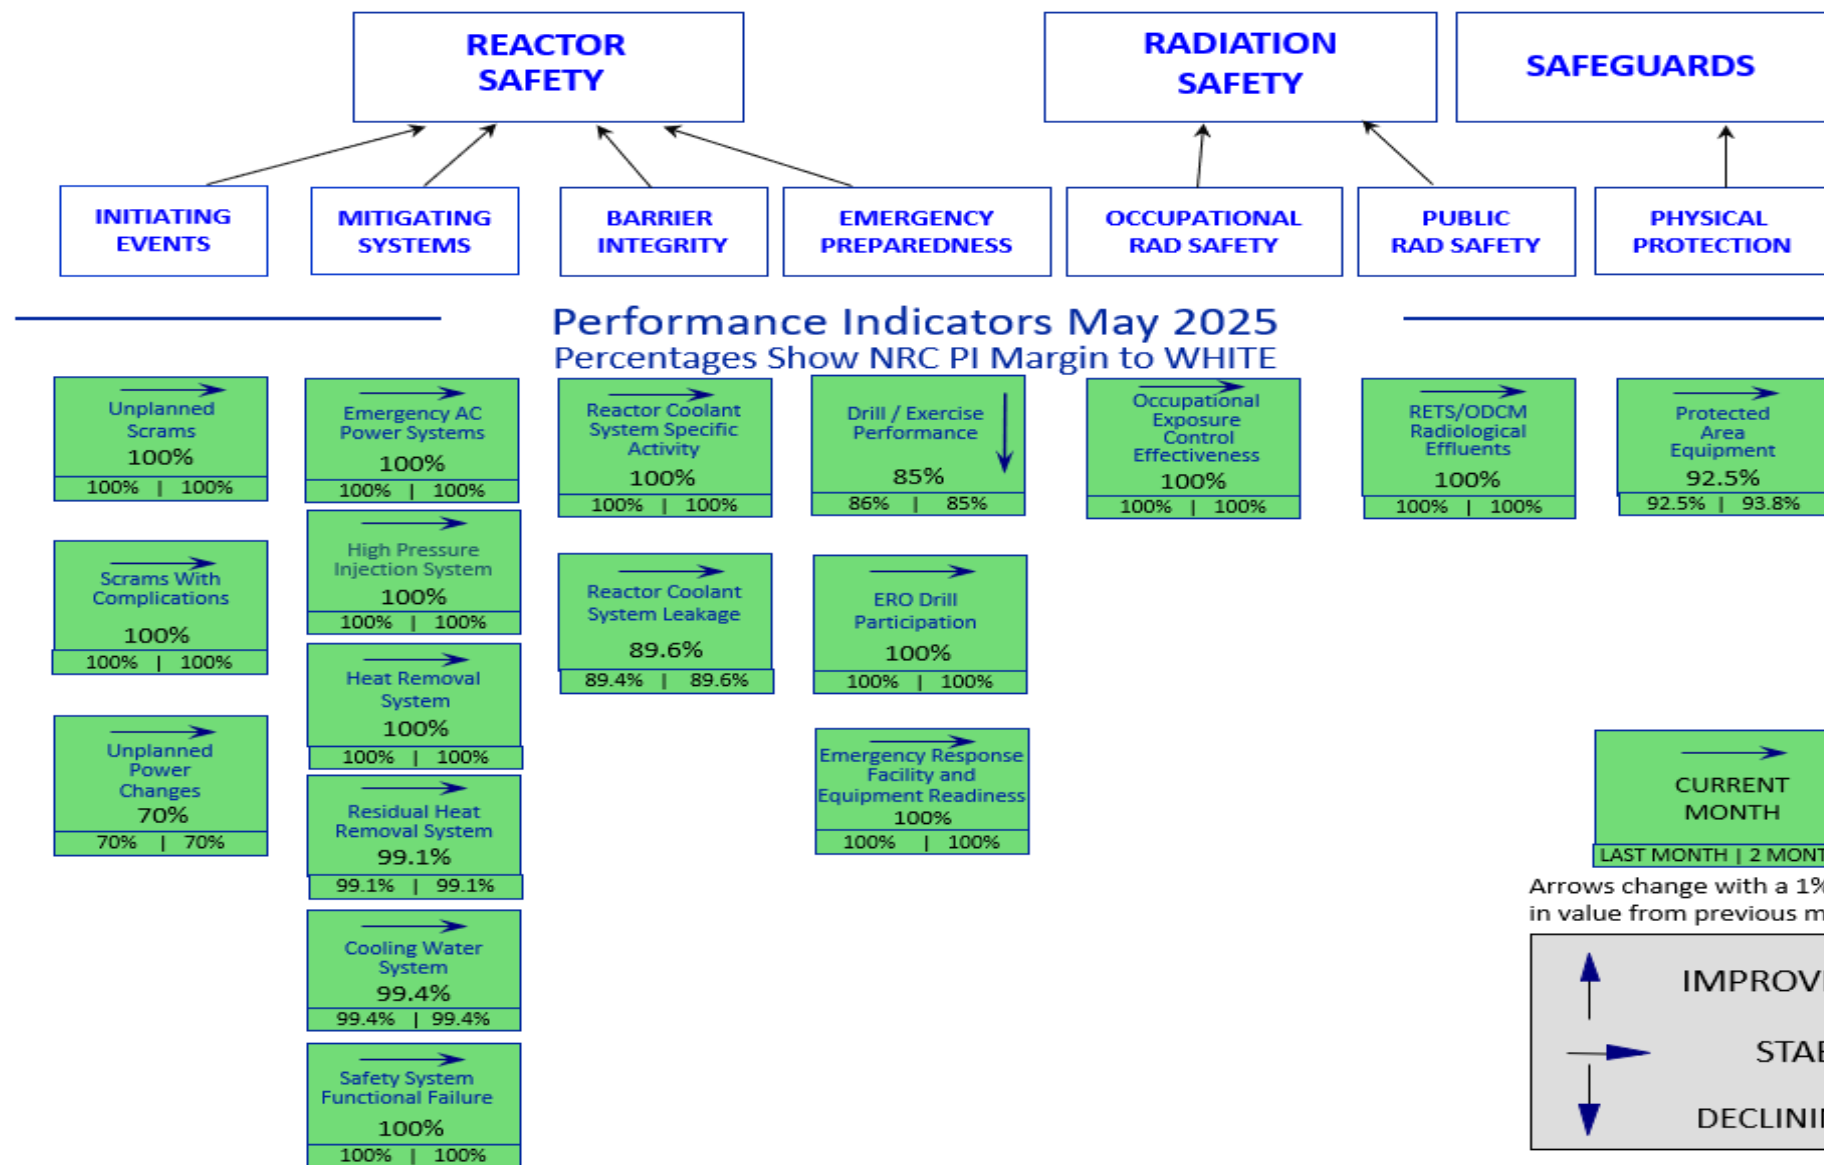 REACTOR
SAFETY
RADIATION
SAFETY
SAFEGUARDS
INITIATING
EVENTS
MITIGATING
SYSTEMS
BARRIER
INTEGRITY
EMERGENCY
PREPAREDNESS
OCCUPATIONAL
RAD SAFETY
PUBLIC
RAD SAFETY
PHYSICAL
PROTECTION
Performance Indicators May 2025
Percentages Show NRC PI Margin to WHITE
Unplanned
Scrams
100%
100% | 100%
Scrams With
Complications
100%
100% | 100%
Unplanned
Power
Changes
70%
70% | 70%
Emergency AC
Power Systems
100%
100% | 100%
High Pressure
Injection System
100%
100% | 100%
Heat Removal
System
100%
100% | 100%
Residual Heat
Removal System
99.1%
99.1% | 99.1%
Cooling Water
System
99.4%
99.4% | 99.4%
Safety System
Functional Failure
100%
100% | 100%
Reactor Coolant
System Specific
Activity
100%
100% | 100%
Reactor Coolant
System Leakage
89.6%
89.4% | 89.6%
Drill / Exercise
Performance
85%
86% | 85%
ERO Drill
Participation
100%
100% | 100%
Emergency Response
Facility and
Equipment Readiness
100%
100% | 100%
Occupational
Exposure
Control
Effectiveness
100%
100% | 100%
RETS/ODCM
Radiological
Effluents
100%
100% | 100%
Protected
Area
Equipment
92.5%
92.5% | 93.8%
CURRENT
MONTH
LAST MONTH | 2 MONT
Arrows change with a 1%
in value from previous m
IMPROVI
STAB
DECLININ